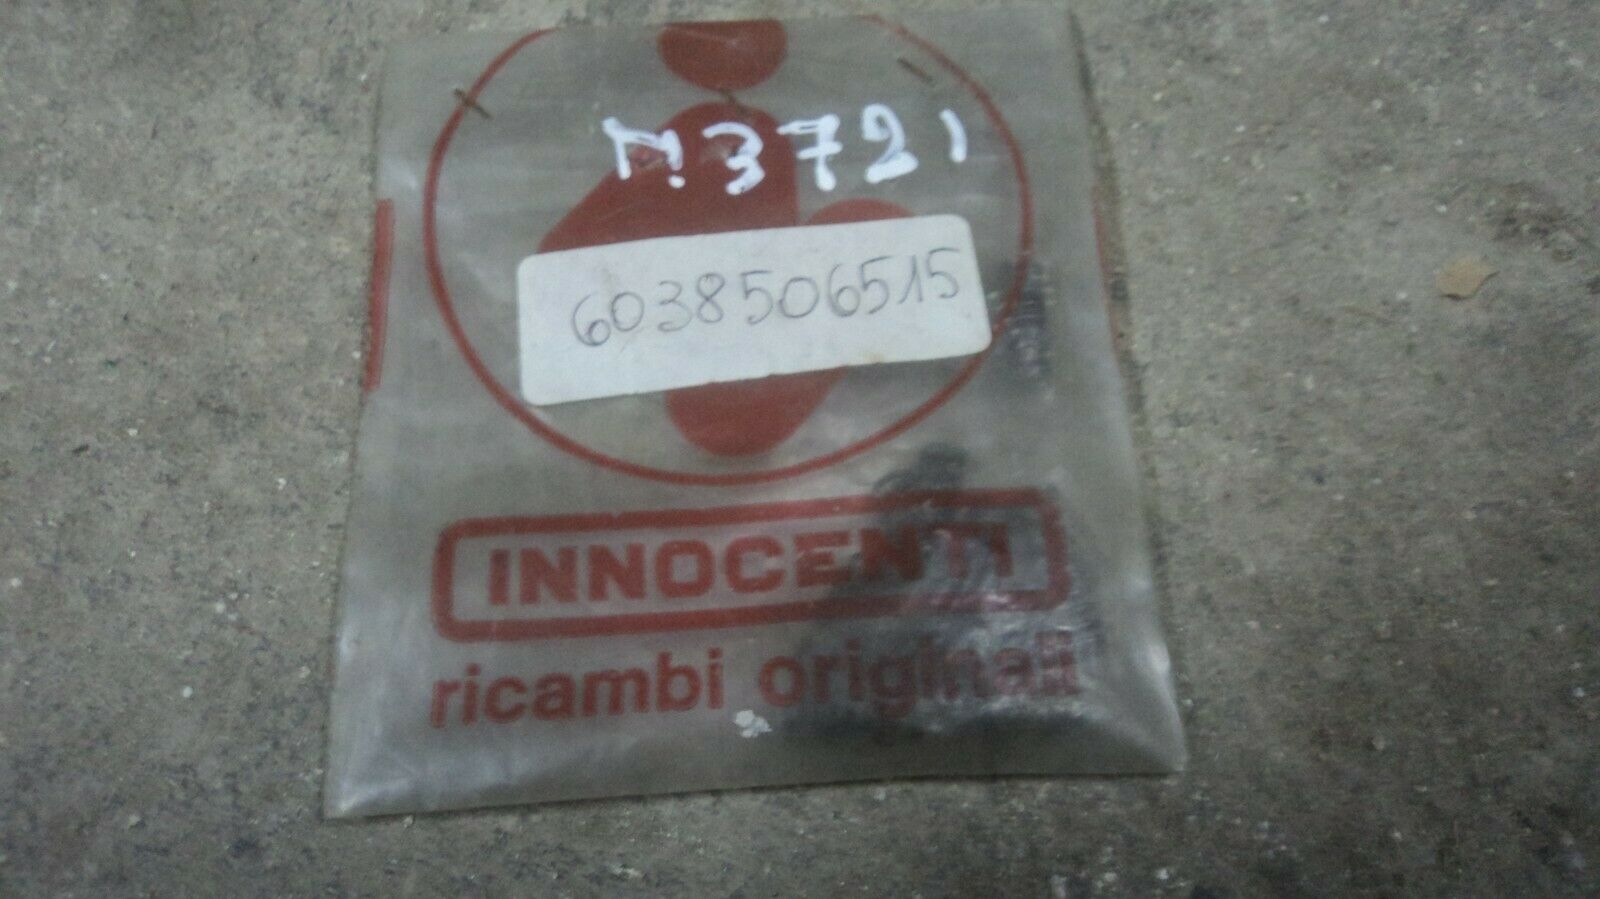 M3721
6038506515
INNOCENTI
ricambi originali